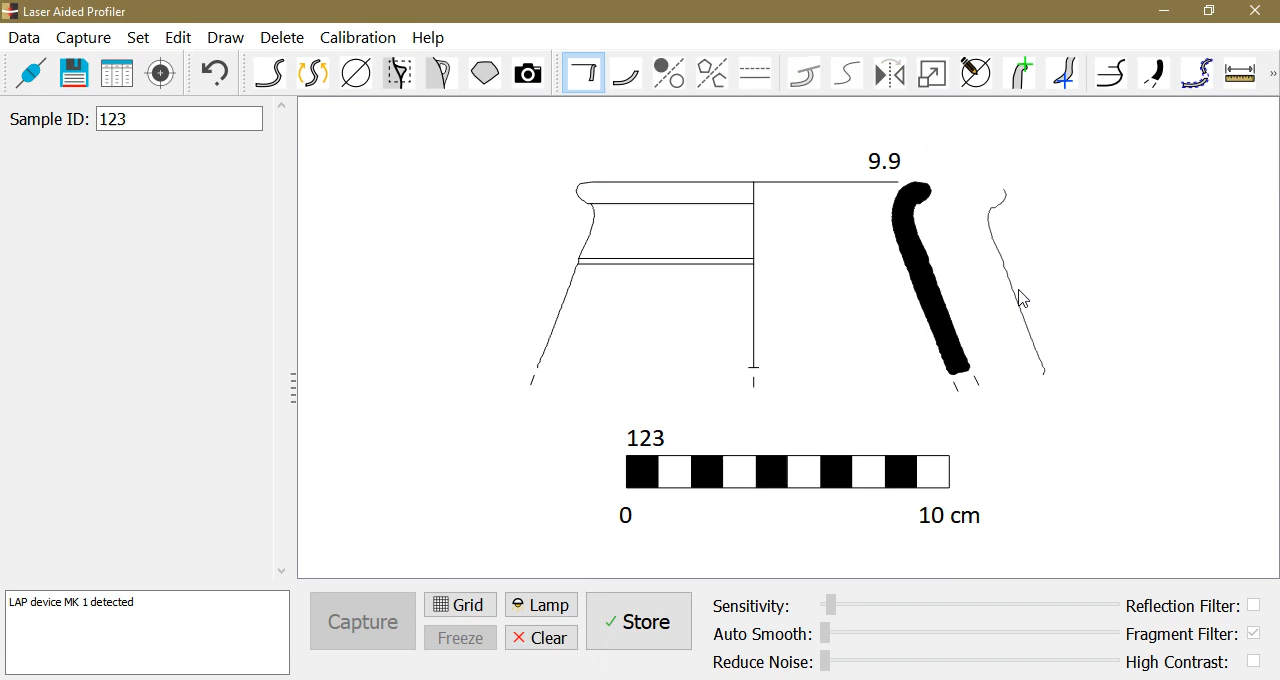 Laser Aided Profiler
Data Capture Set Edit Draw Delete Calibration Help
»
Sample ID: 123
9.9
123
0 10 cm
LAP device MK 1 detected
Capture
Grid
Freeze
Lamp
Clear
Store
Sensitivity:
Auto Smooth:
Reduce Noise:
Reflection Filter:
Fragment Filter:
High Contrast: